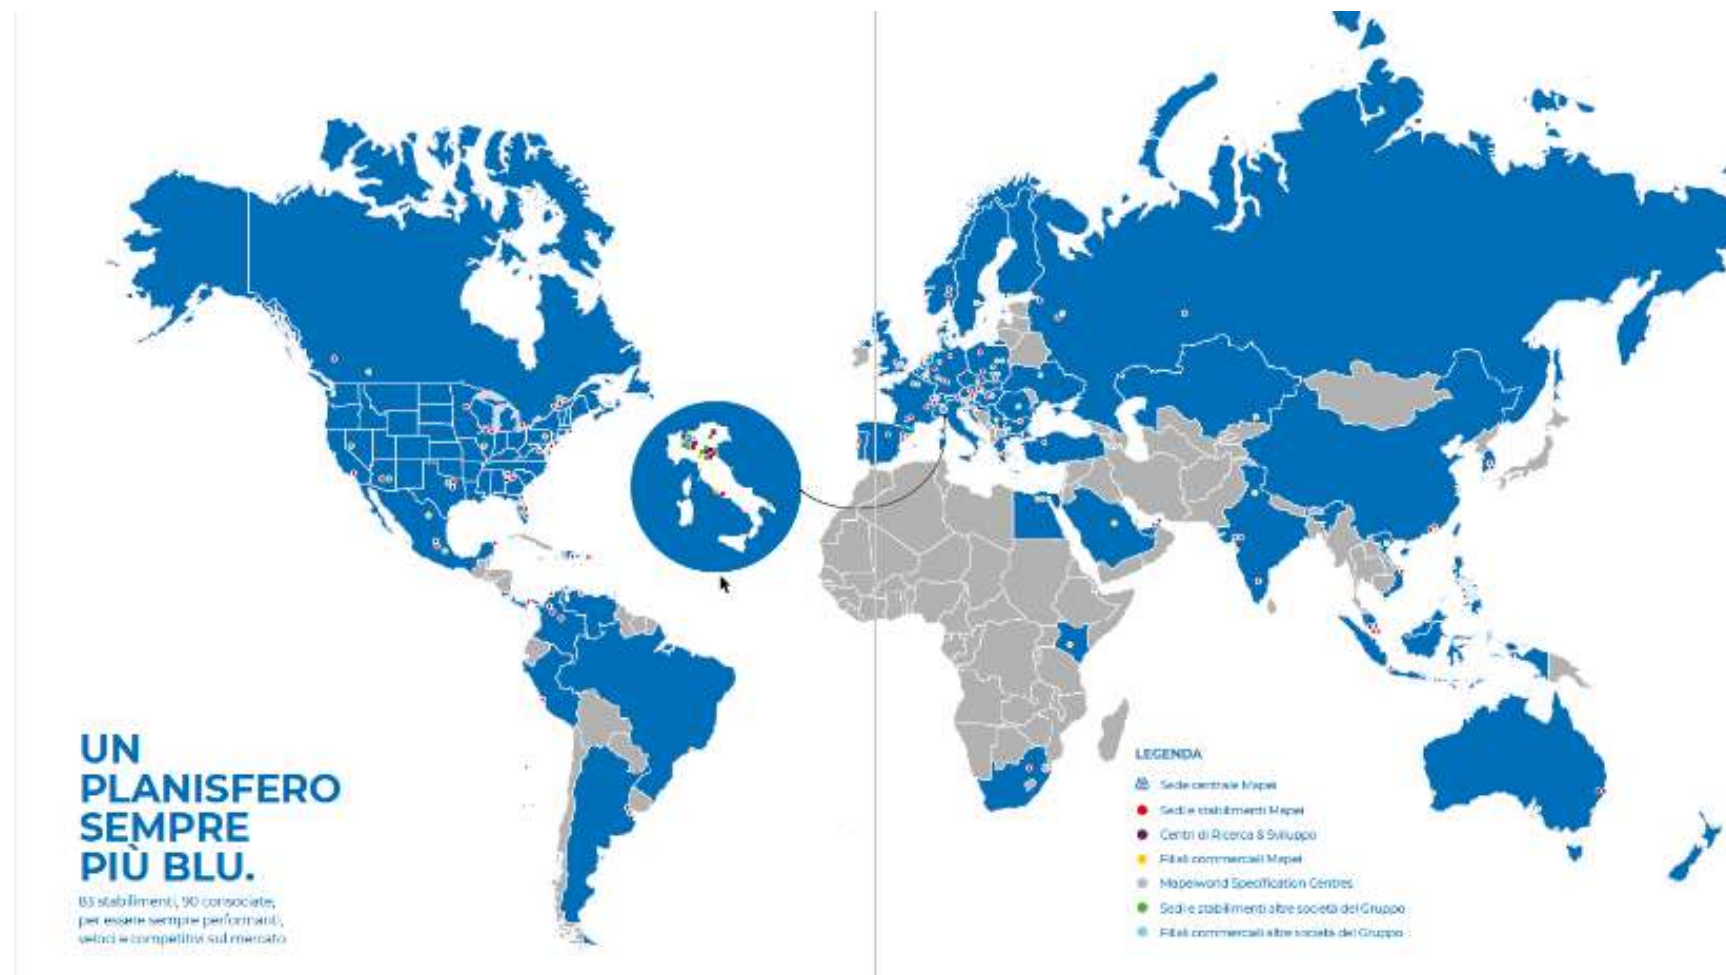 UN
PLANISFERO
SEMPRE
PIÙ BLU.
83 stabilimenti, 90 consociate,
per essere sempre performanti,
veloci e competitivi sul mercato
LEGENDA
Sede centrale Mapei
Sedi e stabilimenti Mapei
Centri di Ricerca & Sviluppo
Filiali commerciali Mapei
Mapeiworld Specification Centres
Sedi e stabilimenti altre società del Gruppo
Filiali commerciali altre società del Gruppo